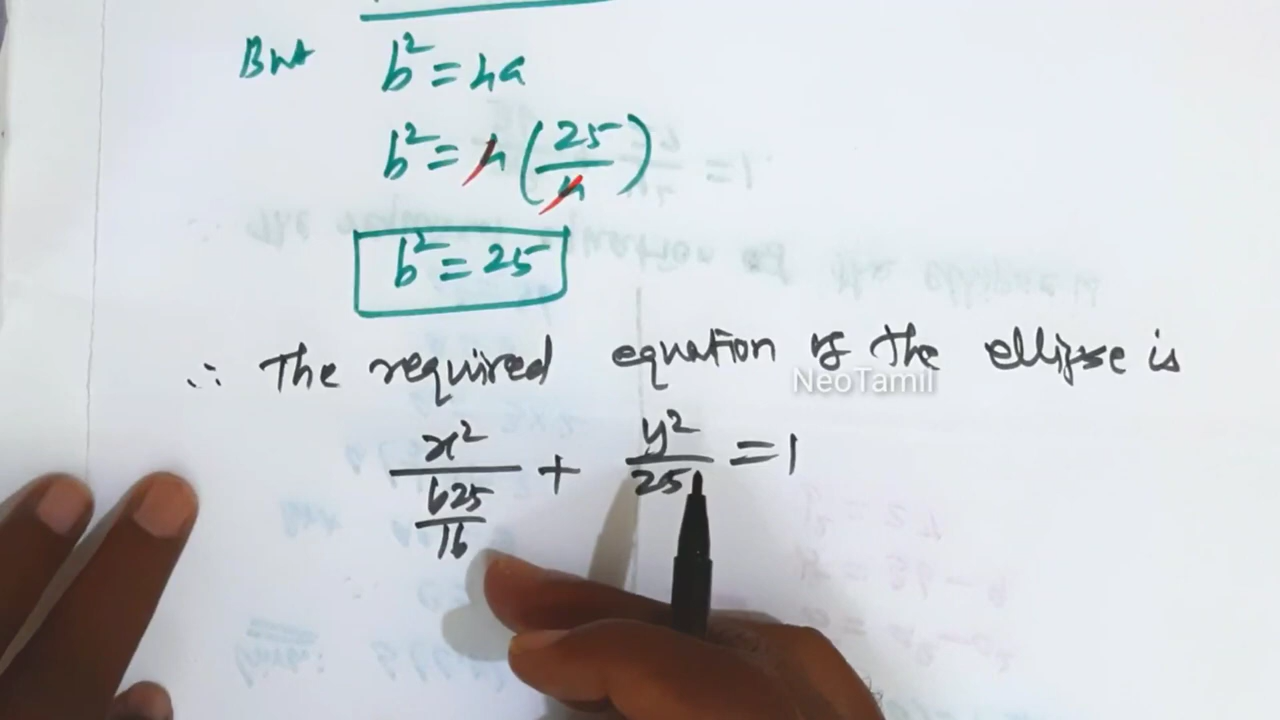 But b² = 4a
b² = 4 (25/4)
b² = 25
∴ The required equation of the ellipse is
NeoTamil
x²/(625/16) + y²/25 = 1